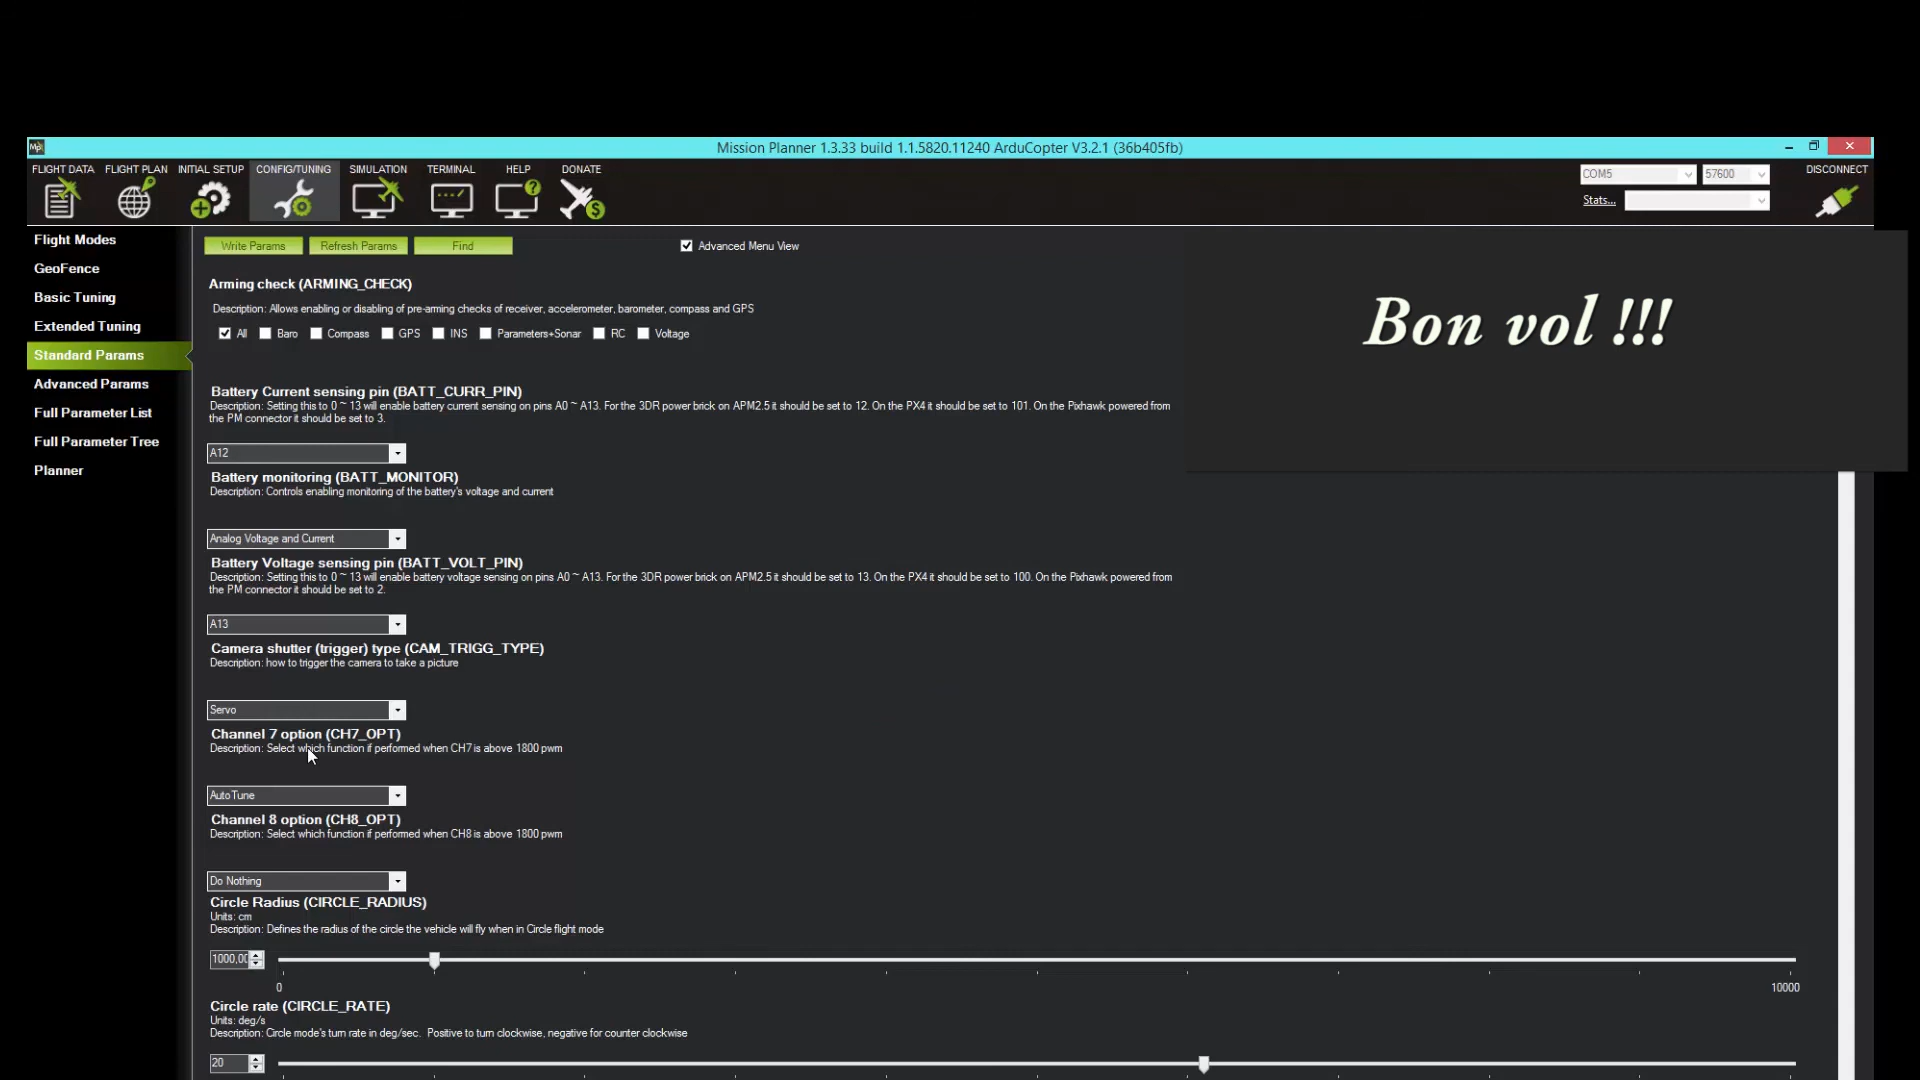 Mission Planner 1.3.33 build 1.1.5820.11240 ArduCopter V3.2.1 (36b405fb)
FLIGHT DATA FLIGHT PLAN INITIAL SETUP CONFIG/TUNING SIMULATION TERMINAL HELP DONATE
COM5 57600 DISCONNECT
Stats...
Flight Modes
GeoFence
Basic Tuning
Extended Tuning
Standard Params
Advanced Params
Full Parameter List
Full Parameter Tree
Planner
Write Params Refresh Params Find Advanced Menu View
Bon vol !!!
Arming check (ARMING_CHECK)
Description: Allows enabling or disabling of pre-arming checks of receiver, accelerometer, barometer, compass and GPS
All Baro Compass GPS INS Parameters+Sonar RC Voltage
Battery Current sensing pin (BATT_CURR_PIN)
Description: Setting this to 0 ~ 13 will enable battery current sensing on pins A0 ~ A13. For the 3DR power brick on APM2.5 it should be set to 12. On the PX4 it should be set to 101. On the Pixhawk powered from
the PM connector it should be set to 3.
A12
Battery monitoring (BATT_MONITOR)
Description: Controls enabling monitoring of the battery's voltage and current
Analog Voltage and Current
Battery Voltage sensing pin (BATT_VOLT_PIN)
Description: Setting this to 0 ~ 13 will enable battery voltage sensing on pins A0 ~ A13. For the 3DR power brick on APM2.5 it should be set to 13. On the PX4 it should be set to 100. On the Pixhawk powered from
the PM connector it should be set to 2.
A13
Camera shutter (trigger) type (CAM_TRIGG_TYPE)
Description: how to trigger the camera to take a picture
Servo
Channel 7 option (CH7_OPT)
Description: Select which function if performed when CH7 is above 1800 pwm
AutoTune
Channel 8 option (CH8_OPT)
Description: Select which function if performed when CH8 is above 1800 pwm
Do Nothing
Circle Radius (CIRCLE_RADIUS)
Units: cm
Description: Defines the radius of the circle the vehicle will fly when in Circle flight mode
1000,00
0 10000
Circle rate (CIRCLE_RATE)
Units: deg/s
Description: Circle mode's turn rate in deg/sec. Positive to turn clockwise, negative for counter clockwise
20